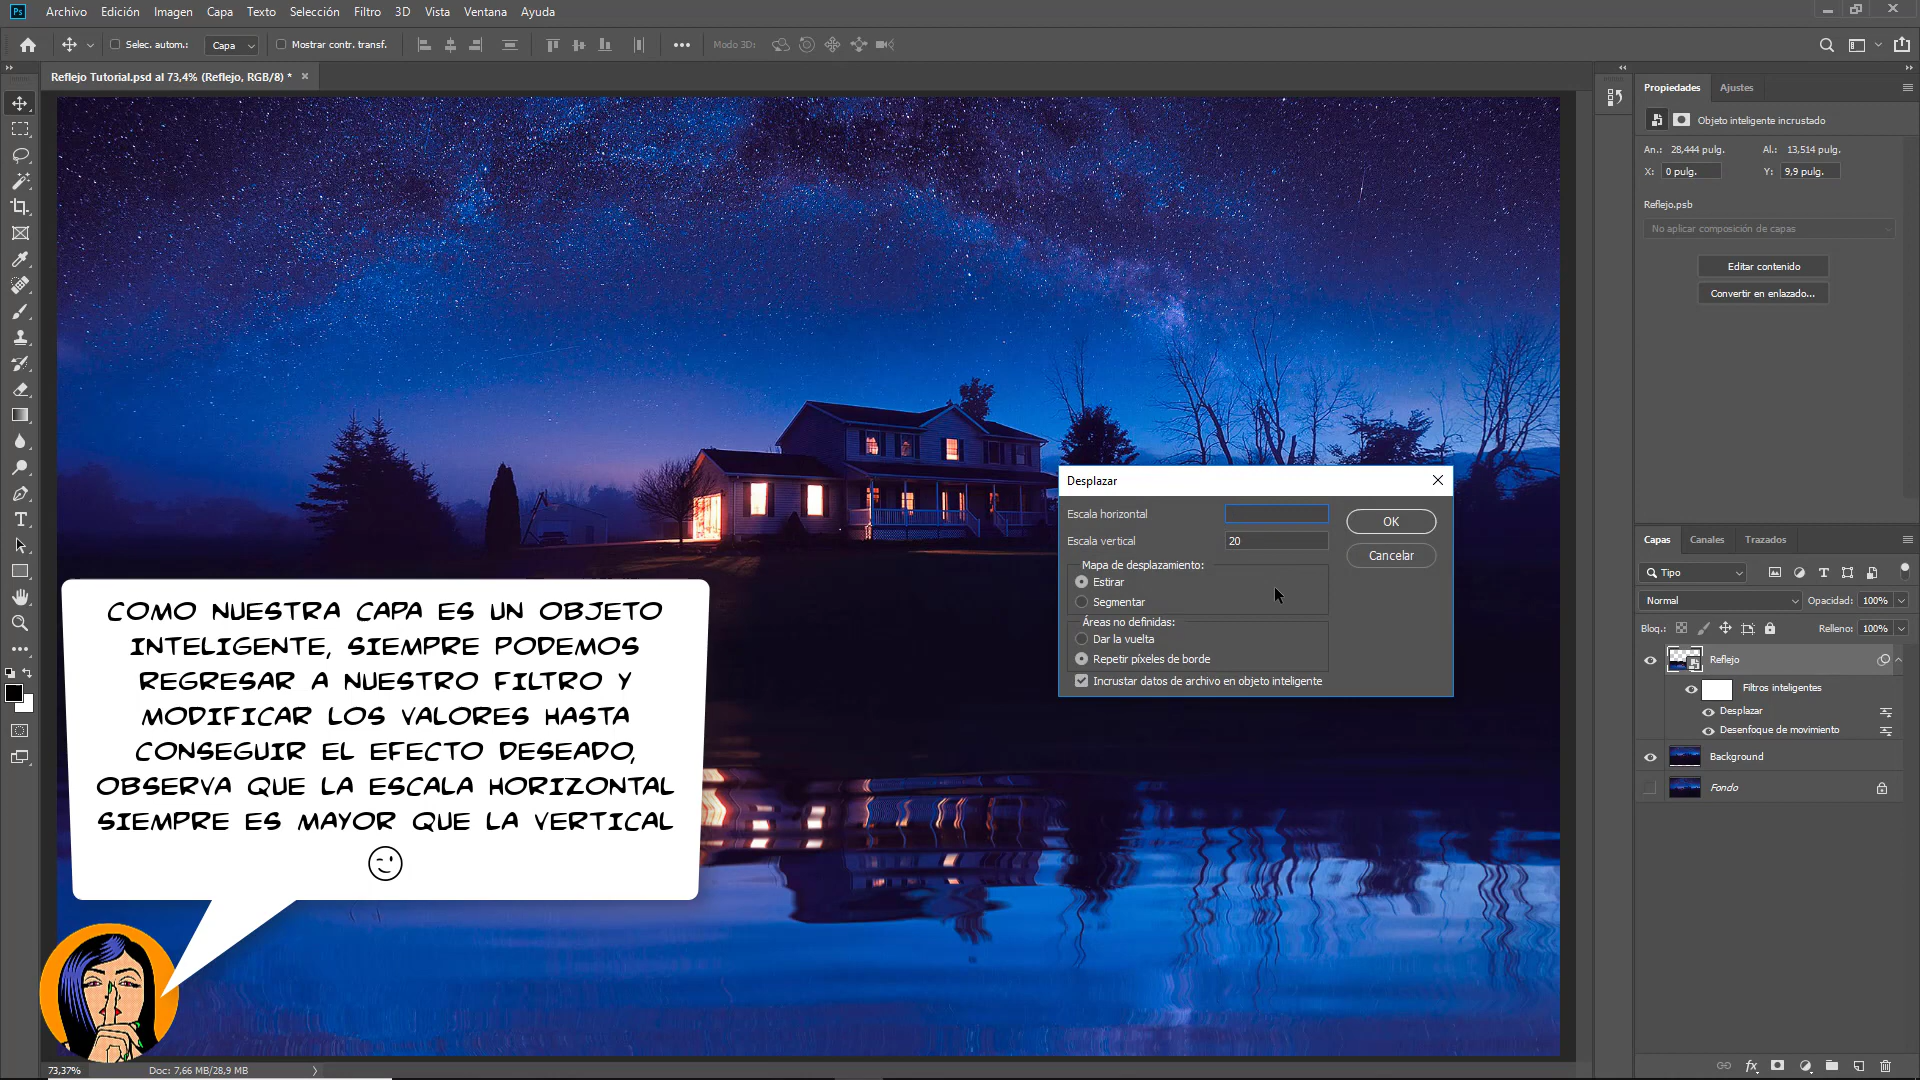 Ps Archivo Edición Imagen Capa Texto Selección Filtro 3D Vista Ventana Ayuda
Selec. autom.: Capa Mostrar contr. transf. Modo 3D:
Reflejo Tutorial.psd al 73,4% (Reflejo, RGB/8) *
Propiedades Ajustes
Objeto inteligente incrustado
An.: 28,444 pulg. Al.: 13,514 pulg.
X: 0 pulg. Y: 9,9 pulg.
Reflejo.psb
No aplicar composición de capas
Editar contenido
Convertir en enlazado...
Desplazar
Escala horizontal
OK
Escala vertical 20
Cancelar
Mapa de desplazamiento:
Estirar
Segmentar
Áreas no definidas:
Dar la vuelta
Repetir píxeles de borde
Incrustar datos de archivo en objeto inteligente
COMO NUESTRA CAPA ES UN OBJETO
INTELIGENTE, SIEMPRE PODEMOS
REGRESAR A NUESTRO FILTRO Y
MODIFICAR LOS VALORES HASTA
CONSEGUIR EL EFECTO DESEADO,
OBSERVA QUE LA ESCALA HORIZONTAL
SIEMPRE ES MAYOR QUE LA VERTICAL
Capas Canales Trazados
Tipo
Normal Opacidad: 100%
Bloq.: Relleno: 100%
Reflejo
Filtros inteligentes
Desplazar
Desenfoque de movimiento
Background
Fondo
fx
73,37% Doc: 7,66 MB/28,9 MB